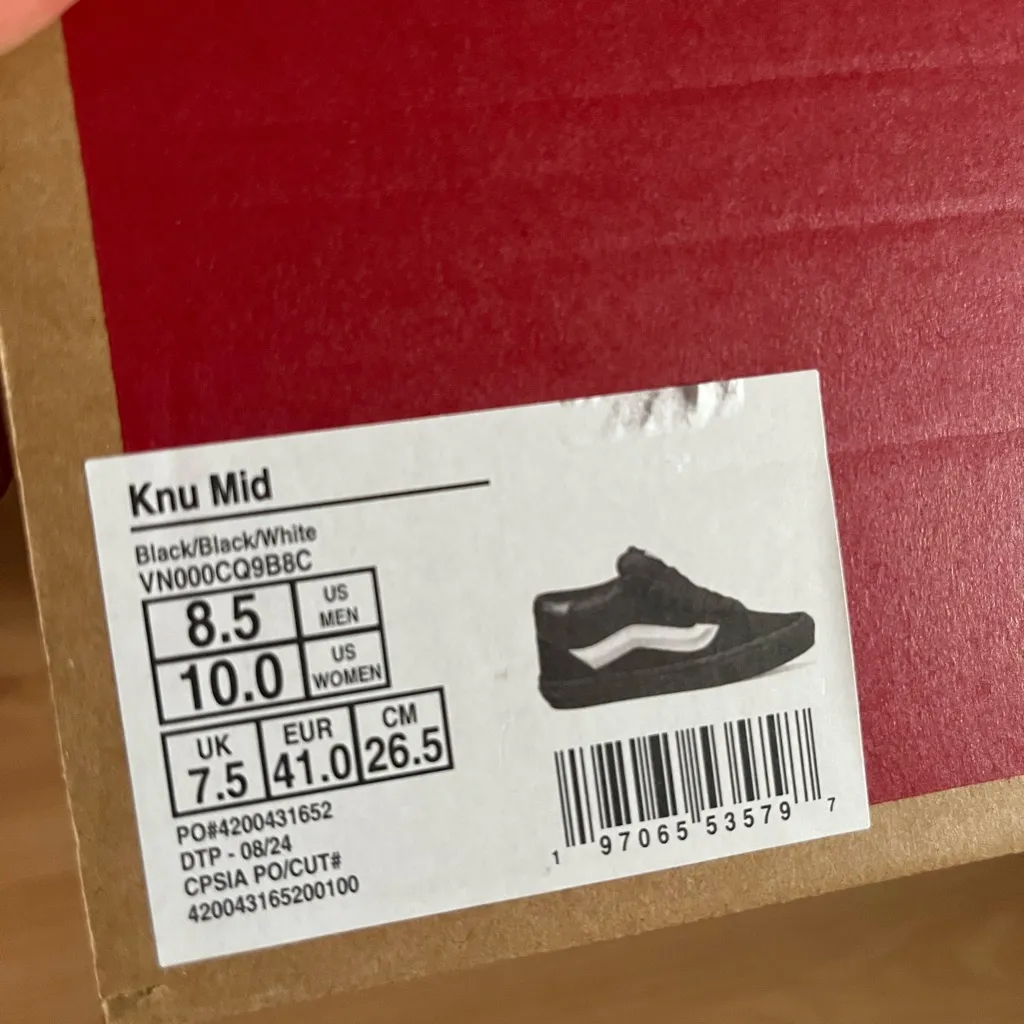 Knu Mid
Black/Black/White
VN000CQ9B8C
8.5 US MEN
10.0 US WOMEN
UK EUR CM
7.5 41.0 26.5
PO#4200431652
DTP - 08/24
CPSIA PO/CUT#
420043165200100
1 97065 53579 7